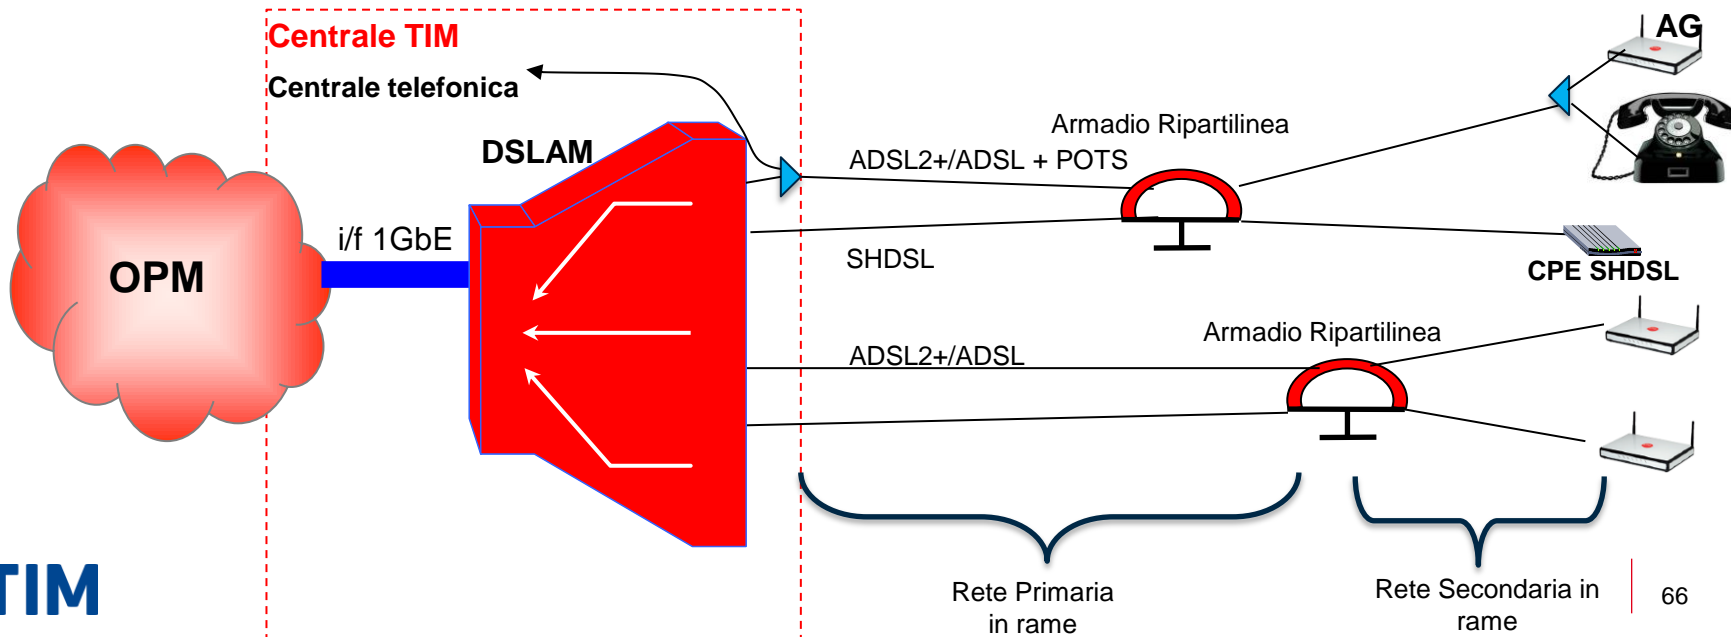 Centrale TIM
AG
Centrale telefonica
Armadio Ripartilinea
DSLAM
ADSL2+/ADSL + POTS
i/f 1GbE
OPM
SHDSL
CPE SHDSL
Armadio Ripartilinea
ADSL2+/ADSL
Rete Primaria
in rame
Rete Secondaria in
rame
66
TIM